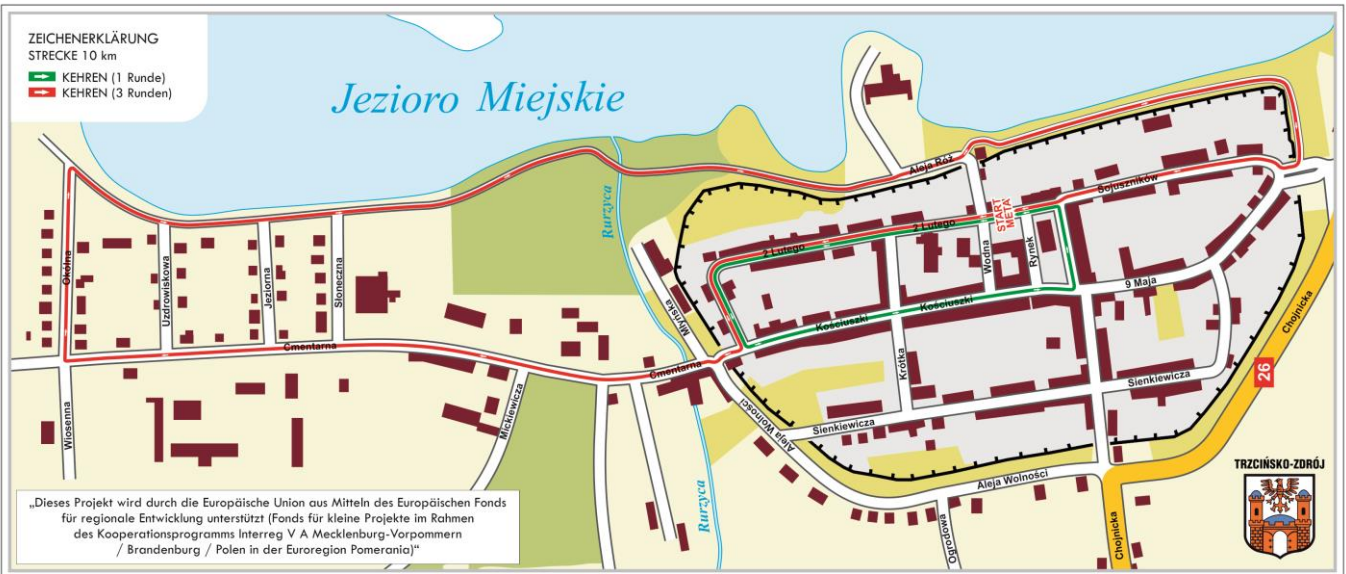 ZEICHENERKLÄRUNG
STRECKE 10 km
KEHREN (1 Runde)
KEHREN (3 Runden)
Jezioro Miejskie
Aleja Róż
Sojuszników
START
META
2 Lutego
2 Lutego
Wodna
Rynek
Rurzyca
Okólna
Uzdrowiskowa
Jeziorna
Słoneczna
Młyńska
Kościuszki
Kościuszki
9 Maja
Chojnicka
26
Cmentarna
Cmentarna
Krótka
Sienkiewicza
Sienkiewicza
Wiosenna
Mickiewicza
Aleja Wolności
Aleja Wolności
Rurzyca
Ogrodowa
Chojnicka
TRZCIŃSKO-ZDRÓJ
„Dieses Projekt wird durch die Europäische Union aus Mitteln des Europäischen Fonds
für regionale Entwicklung unterstützt (Fonds für kleine Projekte im Rahmen
des Kooperationsprogramms Interreg V A Mecklenburg-Vorpommern
/ Brandenburg / Polen in der Euroregion Pomerania)“